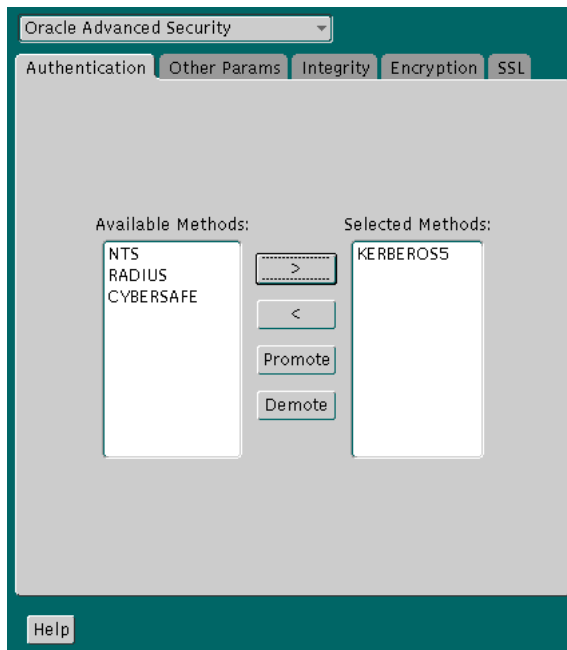 Oracle Advanced Security
Authentication Other Params Integrity Encryption SSL
Available Methods: Selected Methods:
NTS > KERBEROS5
RADIUS
CYBERSAFE
<
Promote
Demote
Help